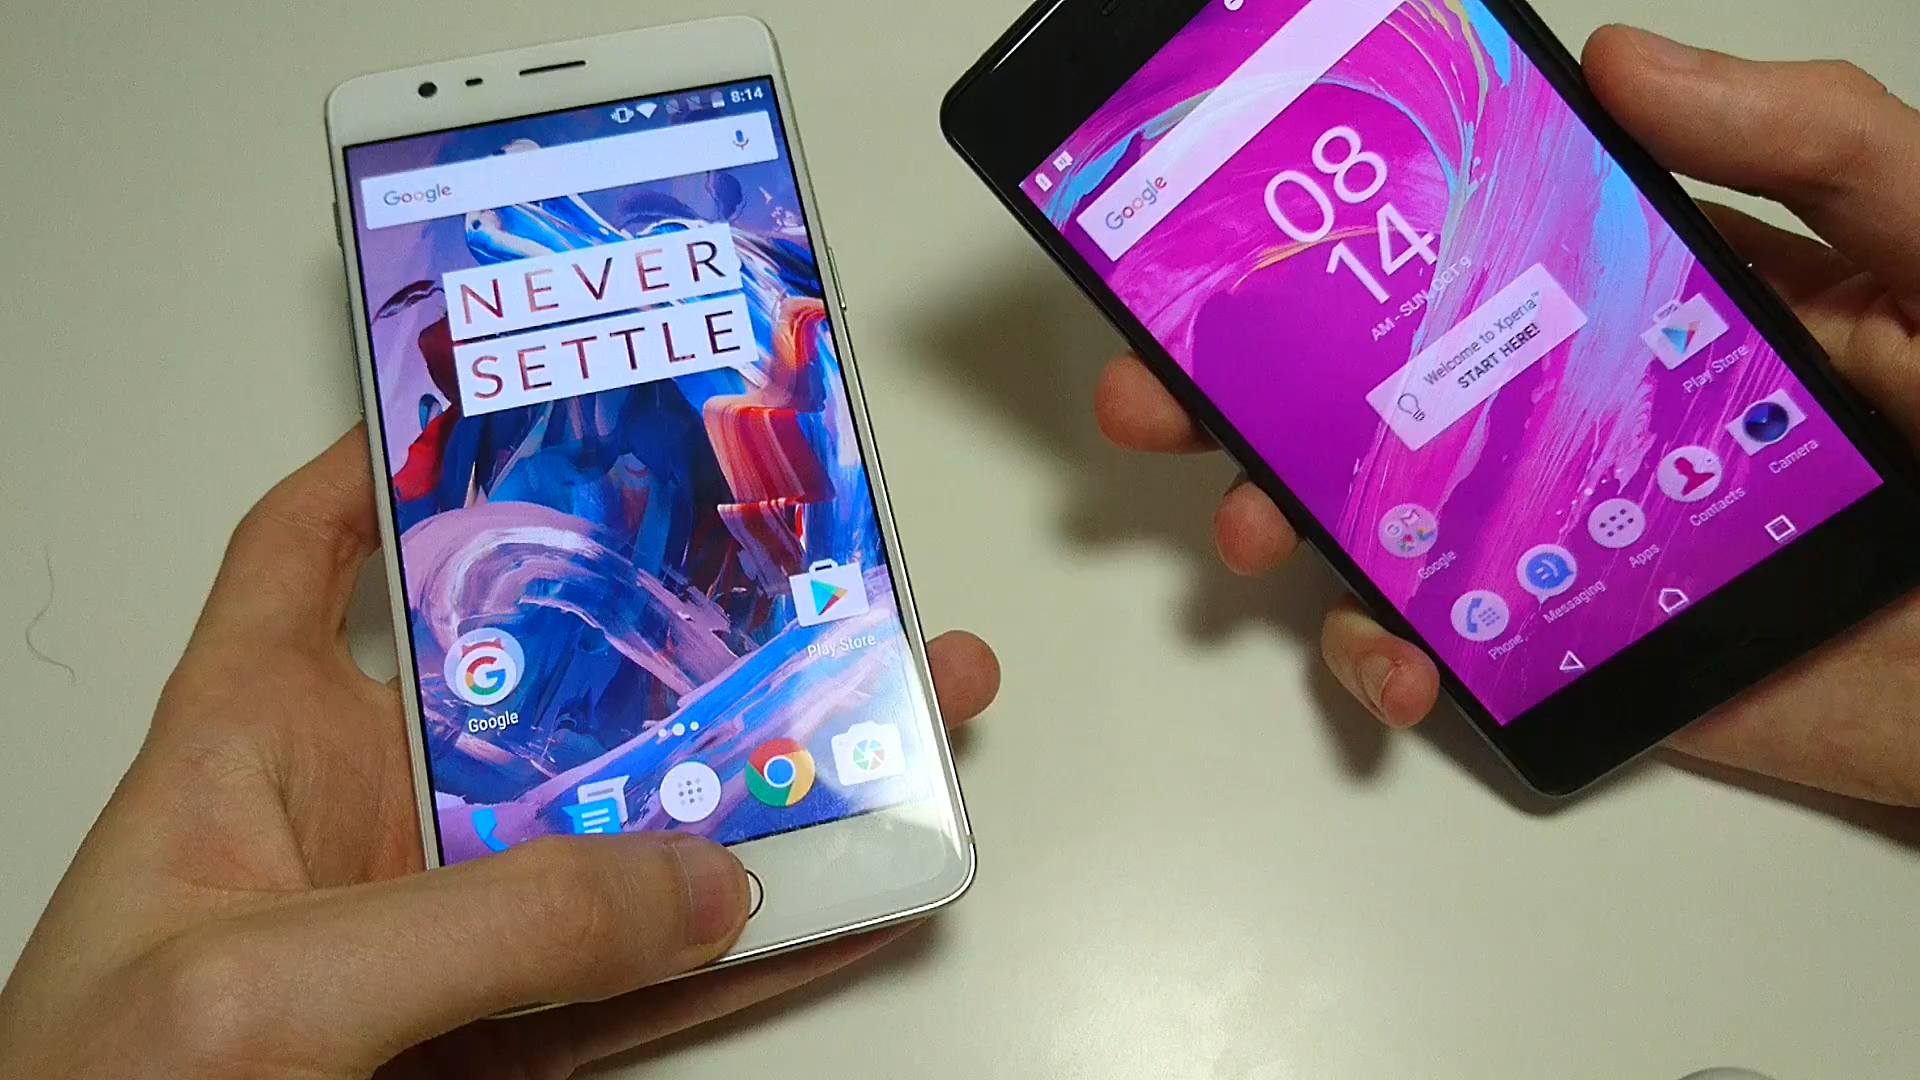 8:14
Google
NEVER
SETTLE
Play Store
Google
Google
08
14
AM - SUN, OCT 9
Welcome to Xperia™
START HERE!
Play Store
Google
Phone
Messaging
Apps
Contacts
Camera